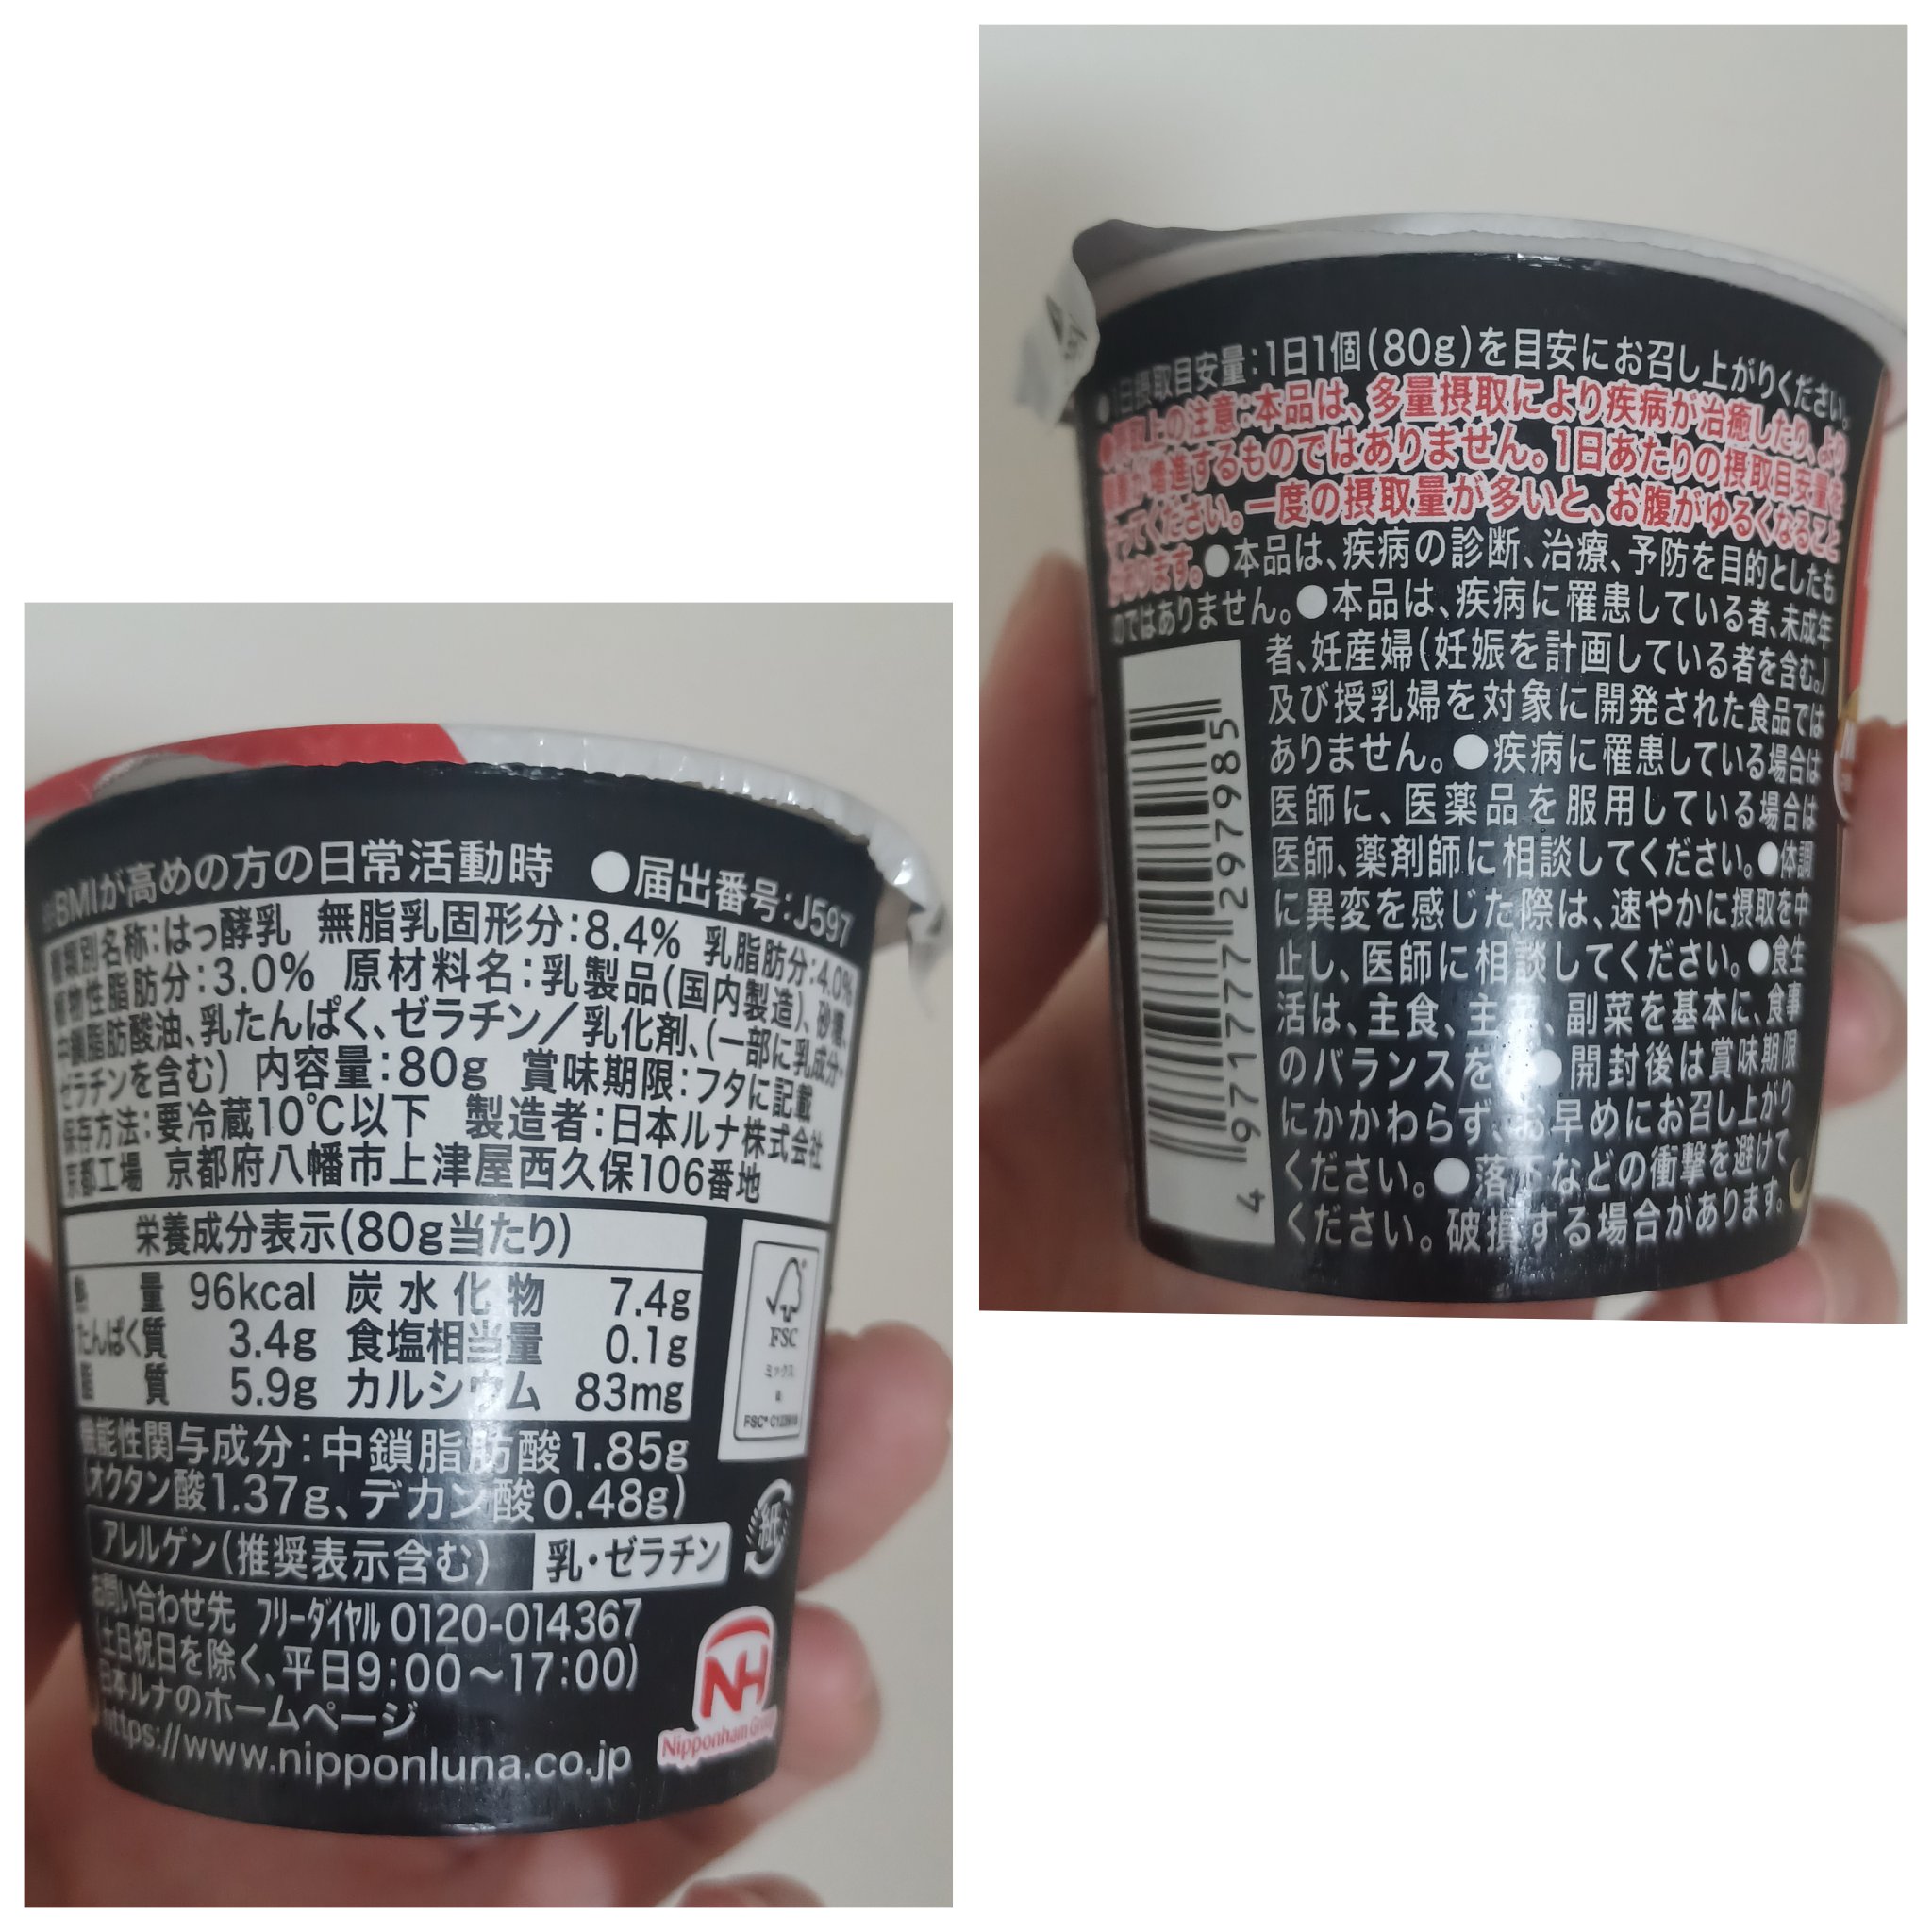 ※BMIが高めの方の日常活動時 ●届出番号:J597
種類別名称:はっ酵乳 無脂乳固形分:8.4% 乳脂肪分:4.0%
植物性脂肪分:3.0% 原材料名:乳製品(国内製造)、砂糖、
中鎖脂肪酸油、乳たんぱく、ゼラチン/乳化剤、(一部に乳成分・
ゼラチンを含む) 内容量:80g 賞味期限:フタに記載
保存方法:要冷蔵10℃以下 製造者:日本ルナ株式会社
京都工場 京都府八幡市上津屋西久保106番地
栄養成分表示(80g当たり)
熱量 96kcal 炭水化物 7.4g
たんぱく質 3.4g 食塩相当量 0.1g
脂質 5.9g カルシウム 83mg
FSC
ミックス
機能性関与成分:中鎖脂肪酸1.85g
(オクタン酸1.37g、デカン酸0.48g)
紙
アレルゲン(推奨表示含む) 乳・ゼラチン
お問い合わせ先 フリーダイヤル 0120-014367
(土日祝日を除く、平日9:00～17:00)
日本ルナのホームページ
https://www.nipponluna.co.jp
NH
Nipponham Group
●1日摂取目安量:1日1個(80g)を目安にお召し上がりください。
●摂取上の注意:本品は、多量摂取により疾病が治癒したり、より
健康が増進するものではありません。1日あたりの摂取目安量を
守ってください。一度の摂取量が多いと、お腹がゆるくなること
があります。●本品は、疾病の診断、治療、予防を目的としたも
のではありません。●本品は、疾病に罹患している者、未成年
者、妊産婦(妊娠を計画している者を含む。)
及び授乳婦を対象に開発された食品では
ありません。●疾病に罹患している場合は
医師に、医薬品を服用している場合は
医師、薬剤師に相談してください。●体調
に異変を感じた際は、速やかに摂取を中
止し、医師に相談してください。●食生
活は、主食、主菜、副菜を基本に、食事
のバランスを。●開封後は賞味期限
にかかわらず、お早めにお召し上がり
ください。●落下などの衝撃を避けて
ください。破損する場合があります。
4 971777 297985